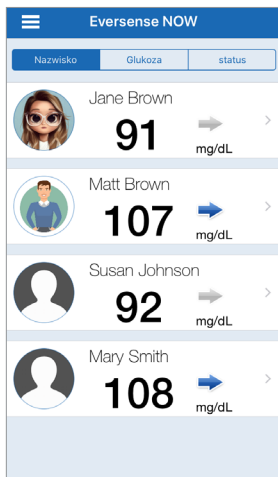 Eversense NOW
Nazwisko Glukoza status
Jane Brown
91
mg/dL
Matt Brown
107
mg/dL
Susan Johnson
92
mg/dL
Mary Smith
108
mg/dL